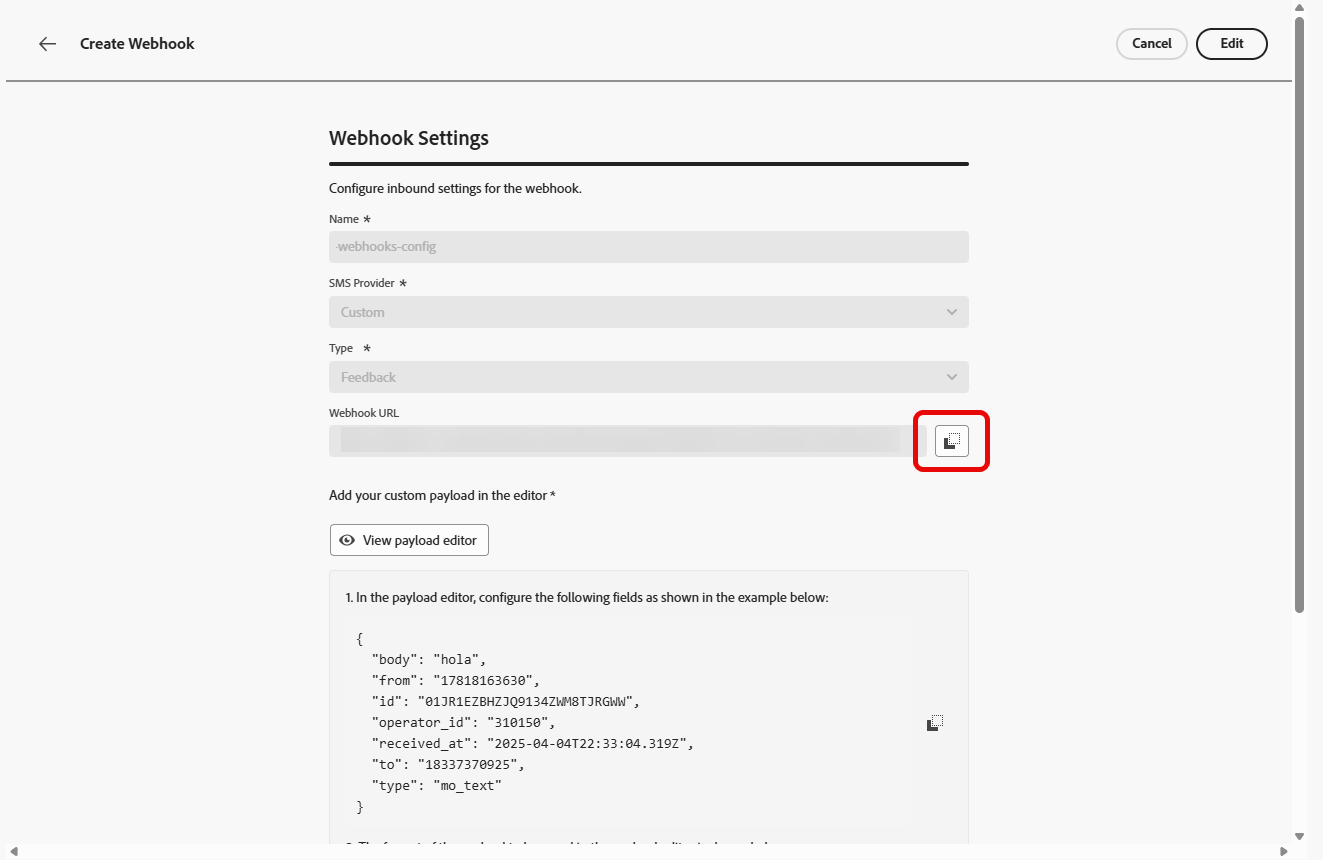 Create Webhook
Cancel
Edit
Webhook Settings
Configure inbound settings for the webhook.
Name *
-webhooks-config
SMS Provider *
Custom
Type *
Feedback
Webhook URL
Add your custom payload in the editor *
View payload editor
1. In the payload editor, configure the following fields as shown in the example below:
{
"body": "hola",
"from": "17818163630",
"id": "01JR1EZBHZJQ9134ZWM8TJRGWW",
"operator_id": "310150",
"received_at": "2025-04-04T22:33:04.319Z",
"to": "18337370925",
"type": "mo_text"
}